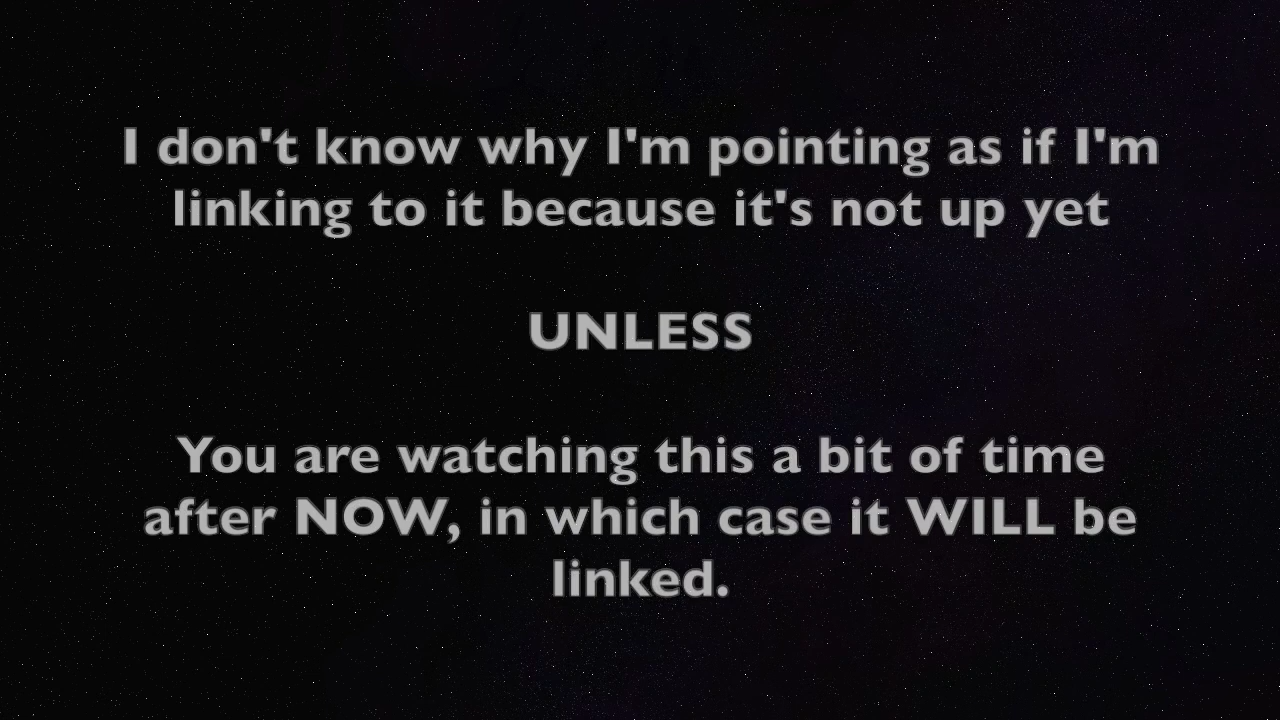 I don't know why I'm pointing as if I'm
linking to it because it's not up yet
UNLESS
You are watching this a bit of time
after NOW, in which case it WILL be
linked.